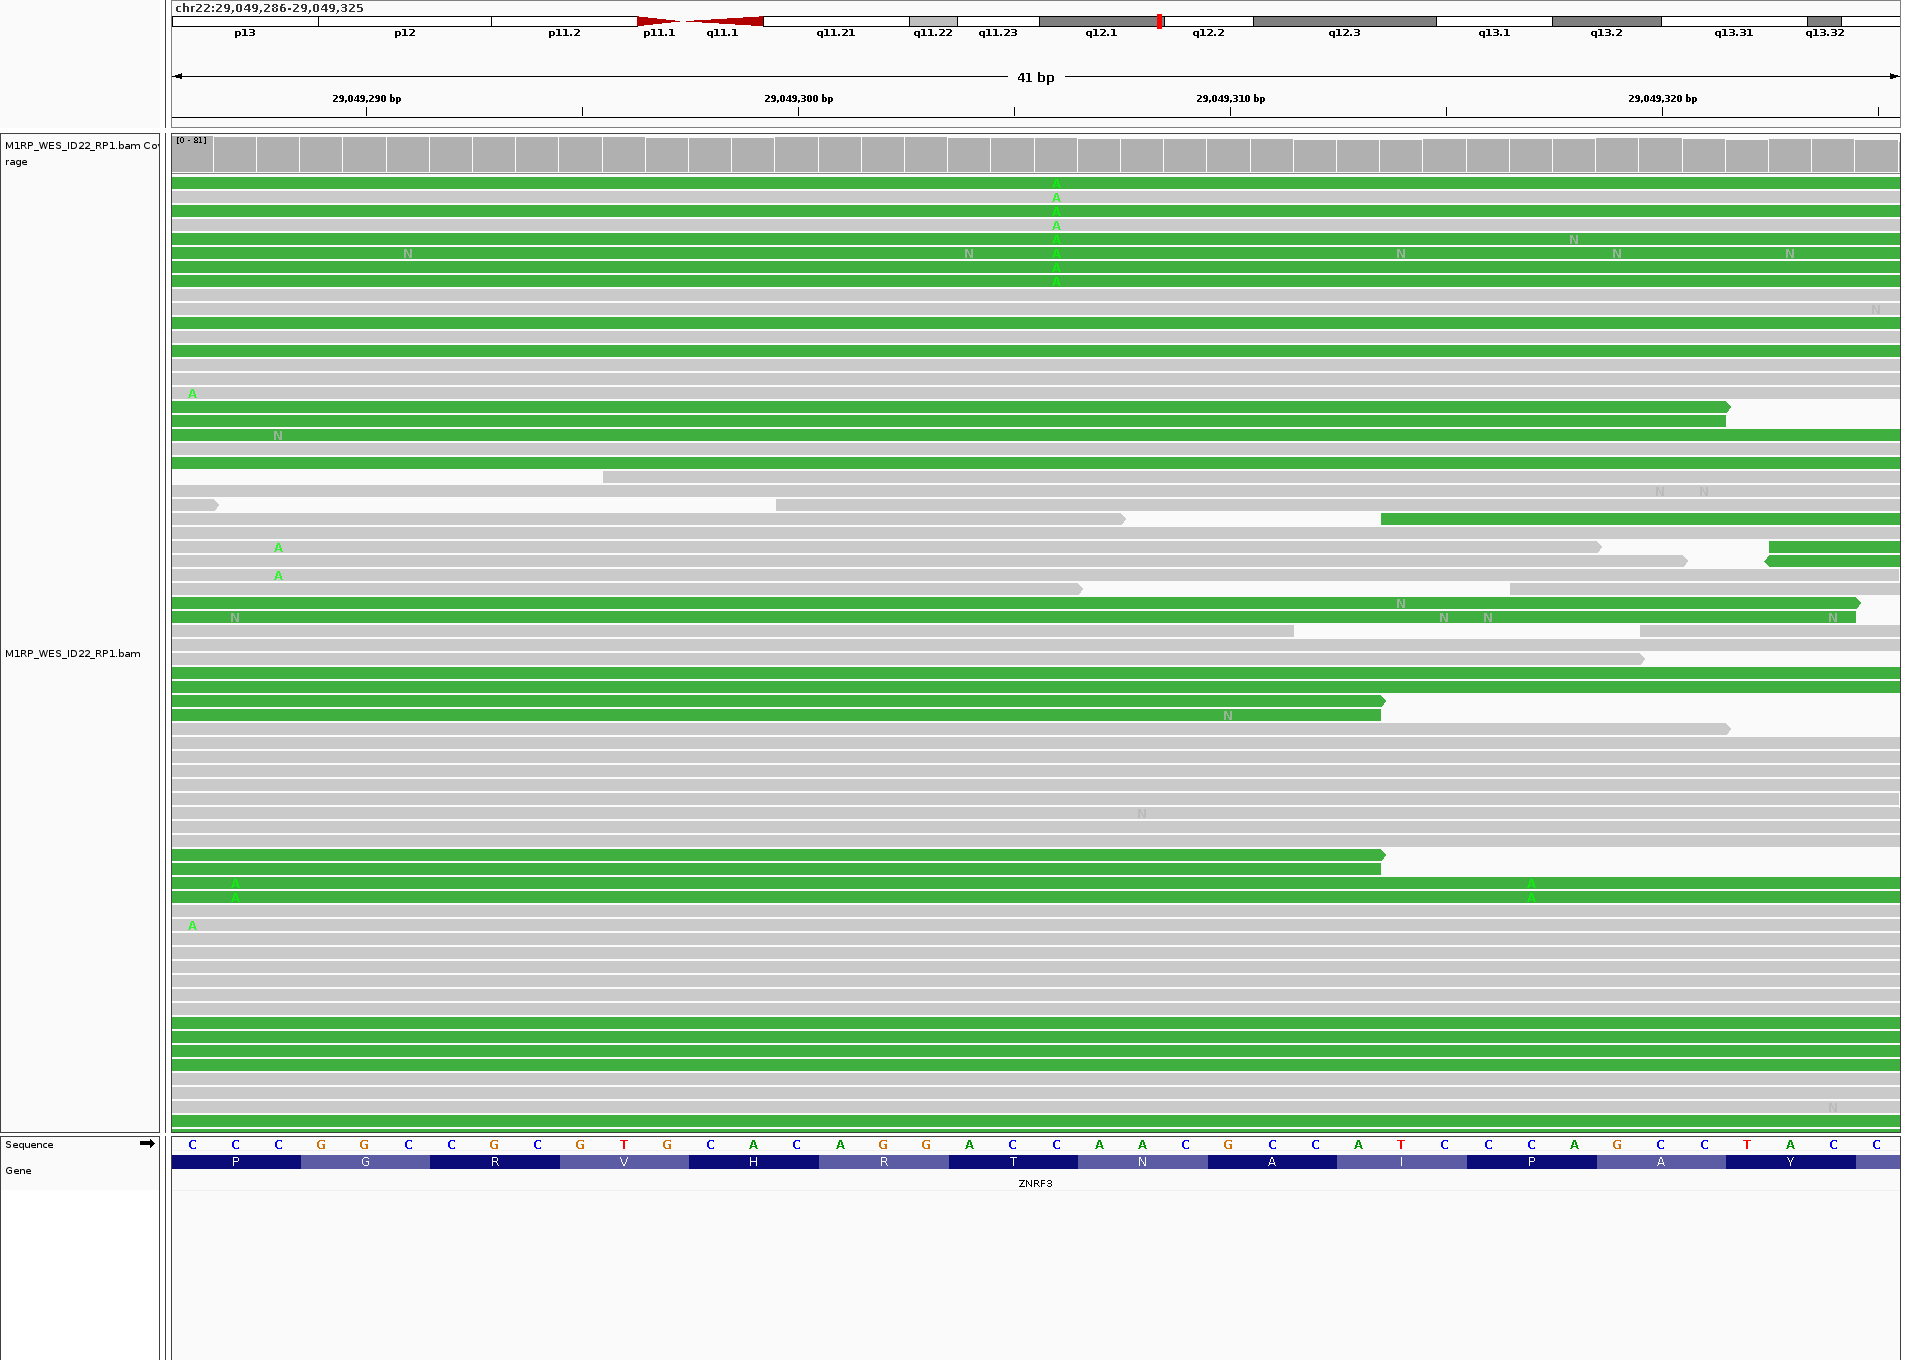 chr22:29,049,286-29,049,325
p13 p12 p11.2 p11.1 q11.1 q11.21 q11.22 q11.23 q12.1 q12.2 q12.3 q13.1 q13.2 q13.31 q13.32
41 bp
29,049,290 bp 29,049,300 bp 29,049,310 bp 29,049,320 bp
[0 - 81]
M1RP_WES_ID22_RP1.bam Co
rage
A
A
A
A
A N
N N A N N N
A
A
N
A
N
N N
A
A
N
N N N N
M1RP_WES_ID22_RP1.bam
N
N
A A
A A
A
N
Sequence C C C G G C C G C G T G C A C A G G A C C A A C G C C A T C C C A G C C T A C C
Gene P G R V H R T N A I P A Y
ZNRF3